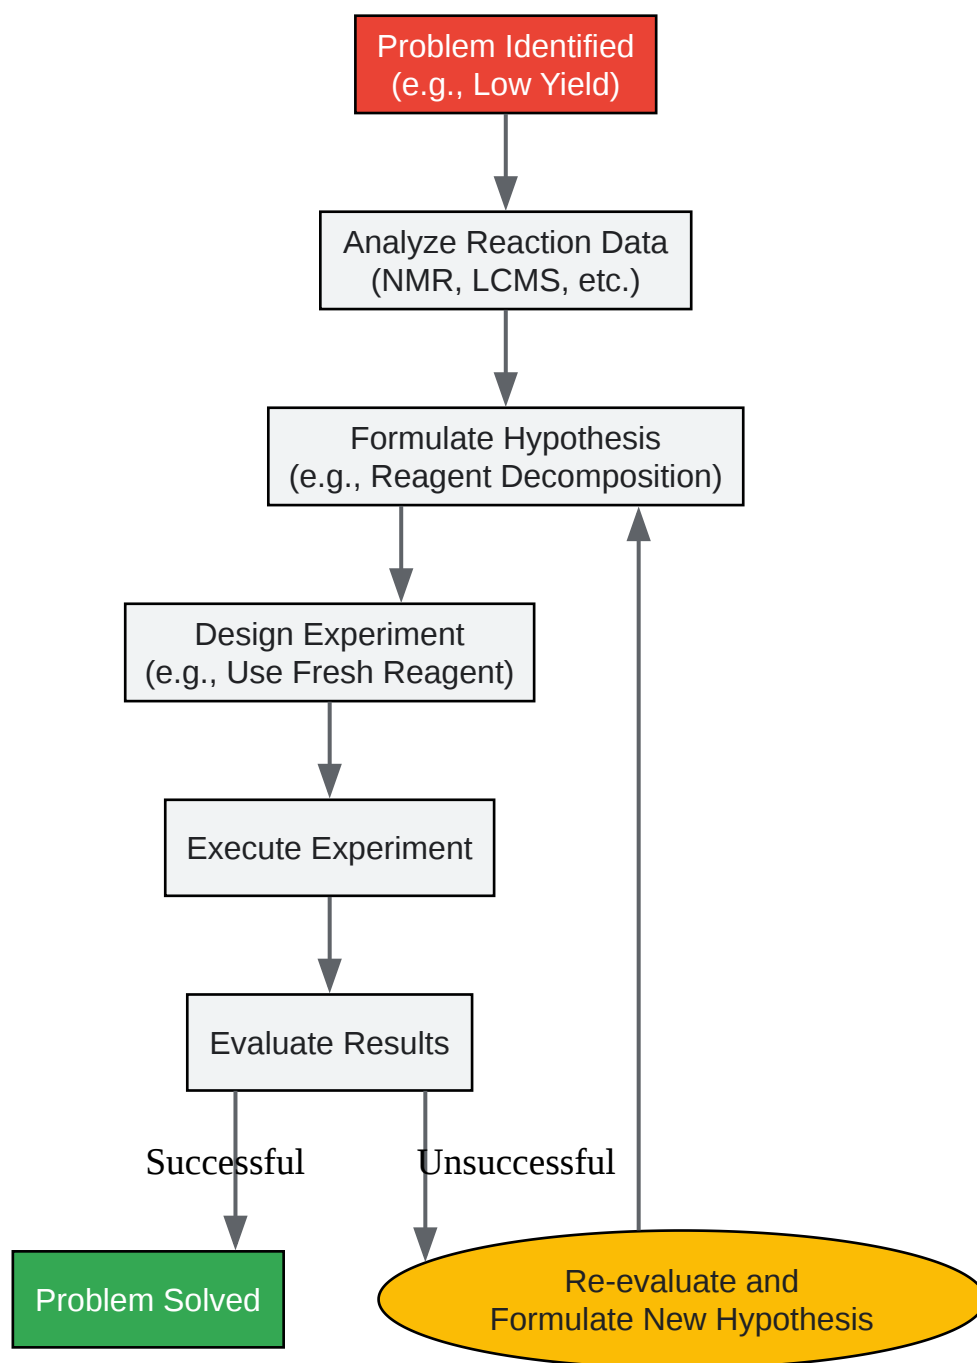 Problem Identified
(e.g., Low Yield)
Analyze Reaction Data
(NMR, LCMS, etc.)
Formulate Hypothesis
(e.g., Reagent Decomposition)
Design Experiment
(e.g., Use Fresh Reagent)
Execute Experiment
Evaluate Results
Successful
Unsuccessful
Problem Solved
Re-evaluate and
Formulate New Hypothesis